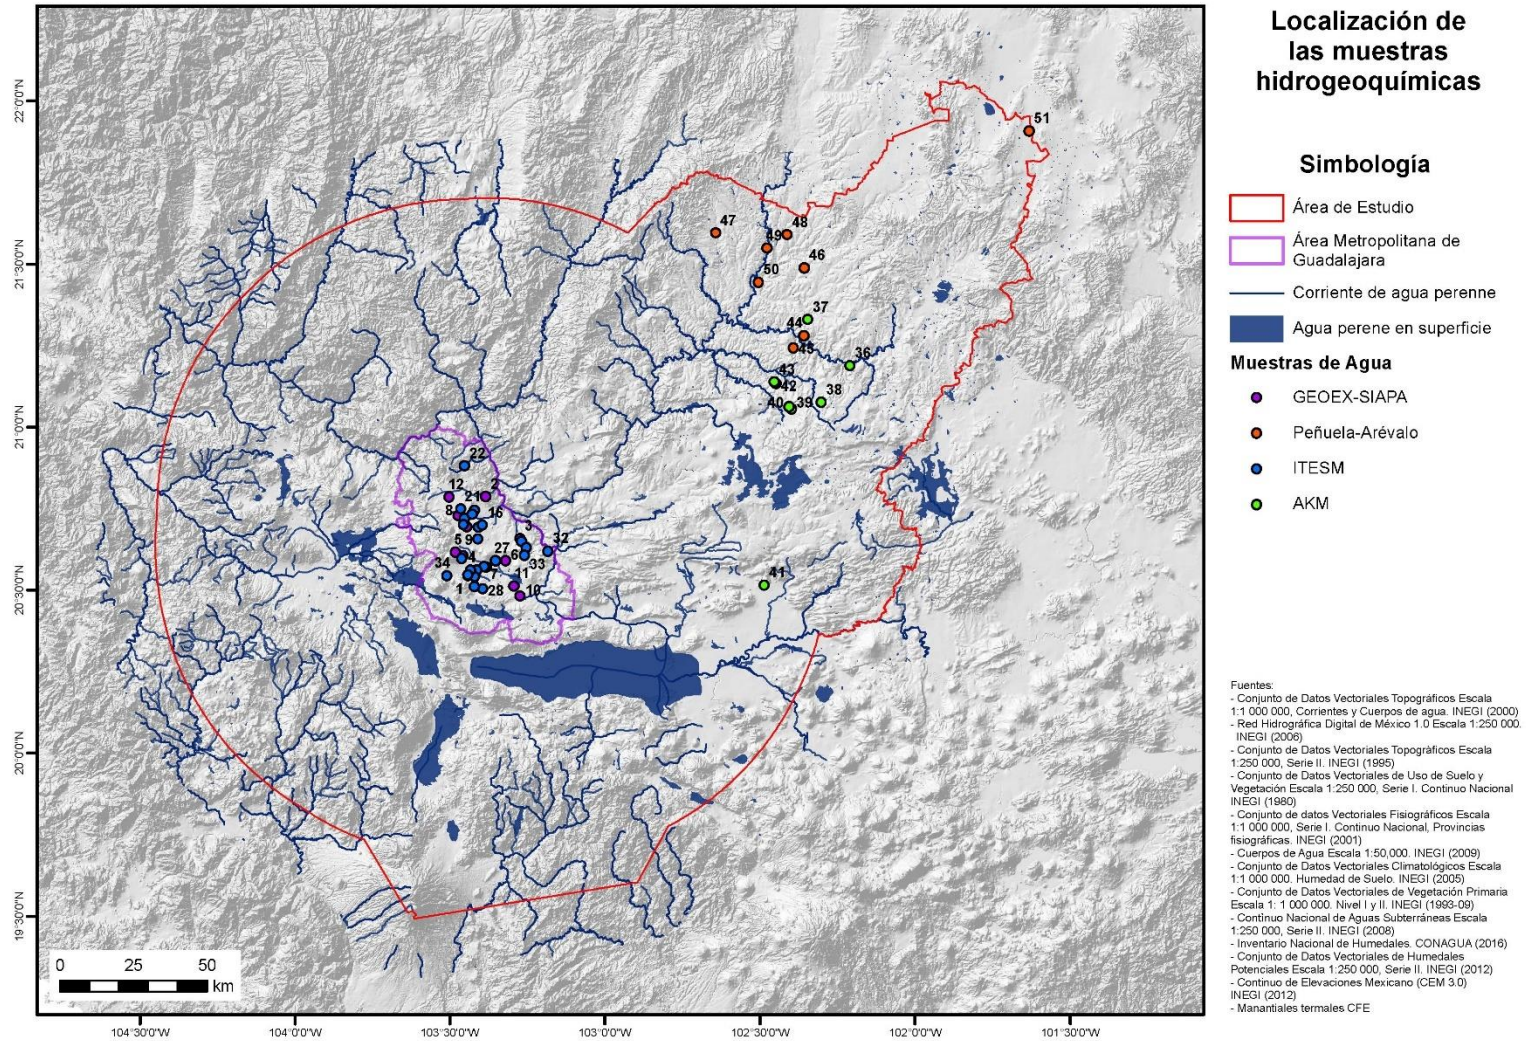 Localización de
las muestras
hidrogeoquímicas
Simbología
Área de Estudio
Área Metropolitana de
Guadalajara
Corriente de agua perenne
Agua perene en superficie
Muestras de Agua
GEOEX-SIAPA
Peñuela-Arévalo
ITESM
AKM
Fuentes:
- Conjunto de Datos Vectoriales Topográficos Escala
1:1 000 000, Corrientes y Cuerpos de agua. INEGI (2000)
- Red Hidrográfica Digital de México 1.0 Escala 1:250 000.
INEGI (2006)
- Conjunto de Datos Vectoriales Topográficos Escala
1:250 000, Serie II. INEGI (1995)
- Conjunto de Datos Vectoriales de Uso de Suelo y
Vegetación Escala 1:250 000, Serie I. Continuo Nacional
INEGI (1980)
- Conjunto de datos Vectoriales Fisiográficos Escala
1:1 000 000, Serie I. Continuo Nacional, Provincias
fisiográficas. INEGI (2001)
- Cuerpos de Agua Escala 1:50,000. INEGI (2009)
- Conjunto de Datos Vectoriales Climatológicos Escala
1:1 000 000. Humedad de Suelo. INEGI (2005)
- Conjunto de Datos Vectoriales de Vegetación Primaria
Escala 1: 1 000 000. Nivel I y II. INEGI (1993-09)
- Continuo Nacional de Aguas Subterráneas Escala
1:250 000, Serie II. INEGI (2008)
- Inventario Nacional de Humedales. CONAGUA (2016)
- Conjunto de Datos Vectoriales de Humedales
Potenciales Escala 1:250 000, Serie II. INEGI (2012)
- Continuo de Elevaciones Mexicano (CEM 3.0)
INEGI (2012)
- Manantiales termales CFE
22°0'0"N
21°30'0"N
21°0'0"N
20°30'0"N
20°0'0"N
19°30'0"N
51
47
48
49
46
50
37
44
45
36
43
42
38
40
39
22
12
2
21
8
16
3
5
9
32
27
4
6
33
34
11
7
41
1
28
10
0
25
50
km
104°30'0"W
104°0'0"W
103°30'0"W
103°0'0"W
102°30'0"W
102°0'0"W
101°30'0"W